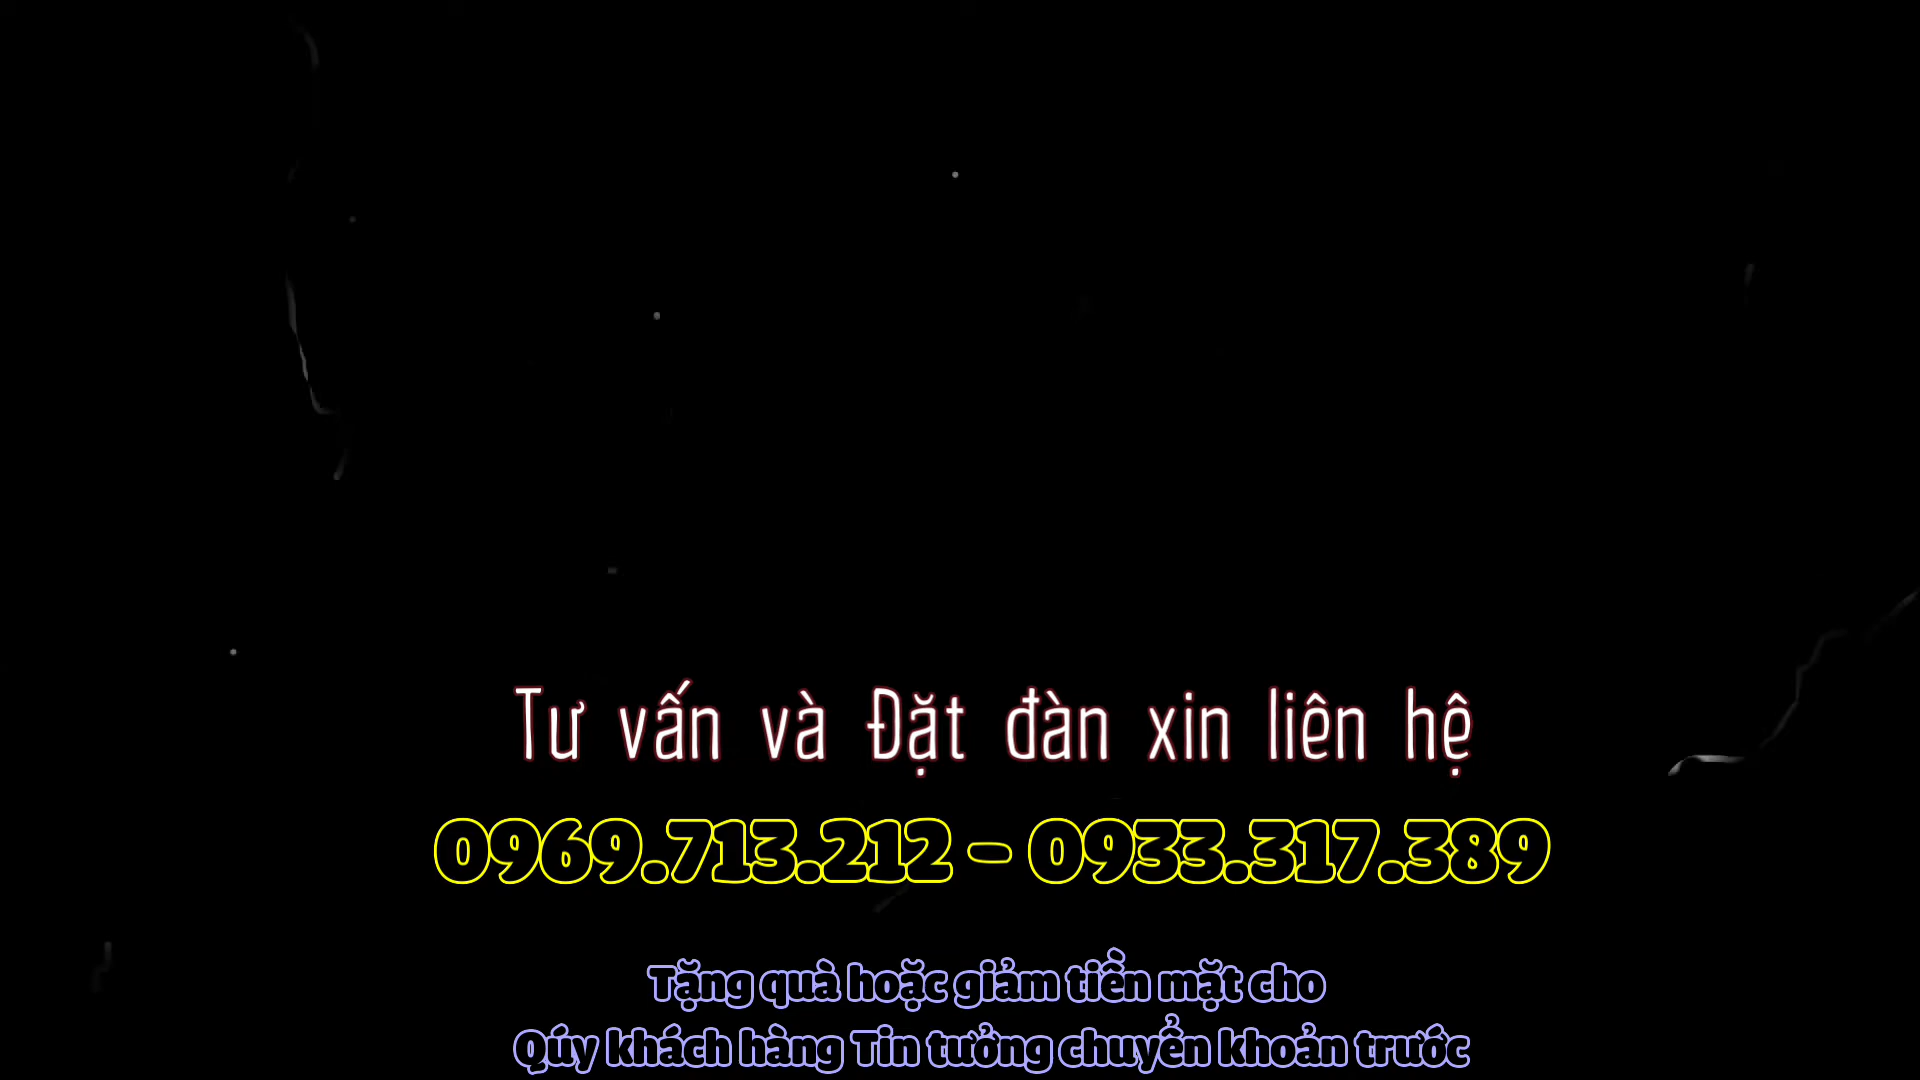 Tư vấn và Đặt đàn xin liên hệ
0969.713.212 - 0933.317.389
Tặng quà hoặc giảm tiền mặt cho
Qúy khách hàng Tin tưởng chuyển khoản trước